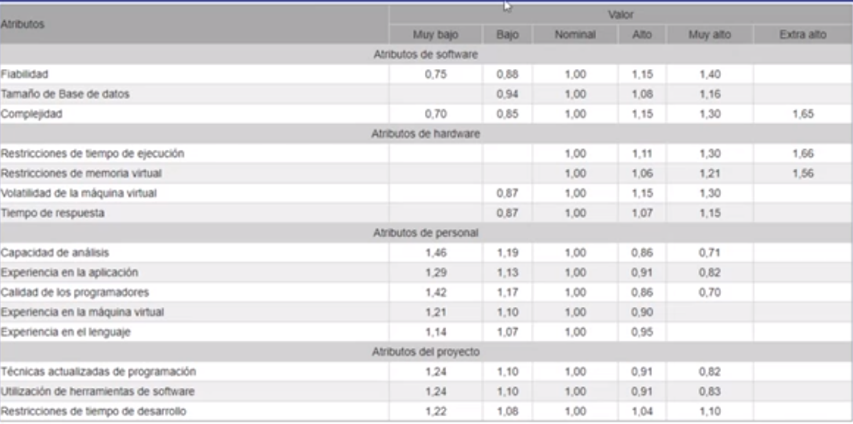 Atributos Valor
Muy bajo Bajo Nominal Alto Muy alto Extra alto
Atributos de software
Fiabilidad 0,75 0,88 1,00 1,15 1,40
Tamaño de Base de datos 0,94 1,00 1,08 1,16
Complejidad 0,70 0,85 1,00 1,15 1,30 1,65
Atributos de hardware
Restricciones de tiempo de ejecución 1,00 1,11 1,30 1,66
Restricciones de memoria virtual 1,00 1,06 1,21 1,56
Volatilidad de la máquina virtual 0,87 1,00 1,15 1,30
Tiempo de respuesta 0,87 1,00 1,07 1,15
Atributos de personal
Capacidad de análisis 1,46 1,19 1,00 0,86 0,71
Experiencia en la aplicación 1,29 1,13 1,00 0,91 0,82
Calidad de los programadores 1,42 1,17 1,00 0,86 0,70
Experiencia en la máquina virtual 1,21 1,10 1,00 0,90
Experiencia en el lenguaje 1,14 1,07 1,00 0,95
Atributos del proyecto
Técnicas actualizadas de programación 1,24 1,10 1,00 0,91 0,82
Utilización de herramientas de software 1,24 1,10 1,00 0,91 0,83
Restricciones de tiempo de desarrollo 1,22 1,08 1,00 1,04 1,10